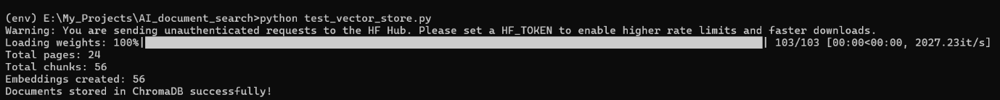 (env) E:\My_Projects\AI_document_search>python test_vector_store.py
Warning: You are sending unauthenticated requests to the HF Hub. Please set a HF_TOKEN to enable higher rate limits and faster downloads.
Loading weights: 100%|██████████| 103/103 [00:00<00:00, 2027.23it/s]
Total pages: 24
Total chunks: 56
Embeddings created: 56
Documents stored in ChromaDB successfully!